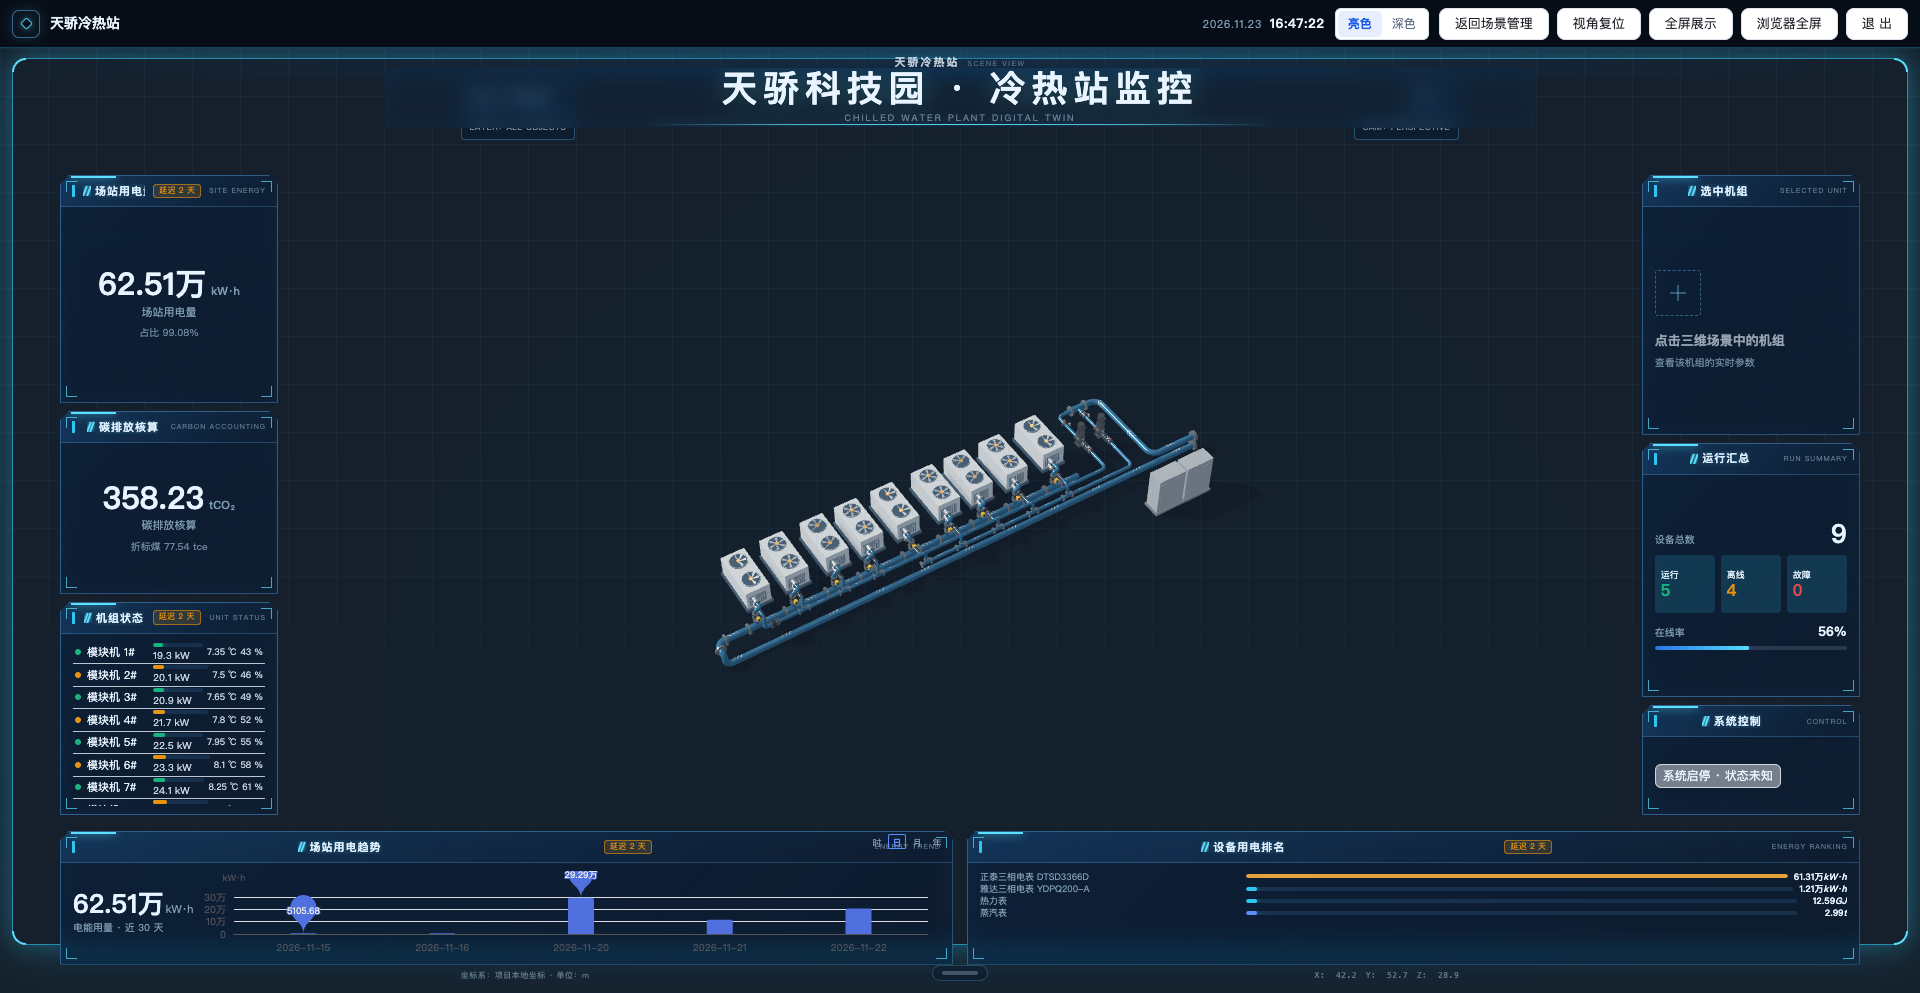 天骄冷热站
2026.11.23 16:47:22 亮色 深色 返回场景管理 视角复位 全屏展示 浏览器全屏 退 出
天骄冷热站 SCENE VIEW
天骄科技园 · 冷热站监控
CHILLED WATER PLANT DIGITAL TWIN
LAYER: ALL OBJECTS
CAM: PERSPECTIVE
场站用电 延迟 2 天 SITE ENERGY
62.51万 kW·h
场站用电量
占比 99.08%
碳排放核算 CARBON ACCOUNTING
358.23 tCO₂
碳排放核算
折标煤 77.54 tce
机组状态 延迟 2 天 UNIT STATUS
模块机 1# 19.3 kW 7.35 ℃ 43 %
模块机 2# 20.1 kW 7.5 ℃ 46 %
模块机 3# 20.9 kW 7.65 ℃ 49 %
模块机 4# 21.7 kW 7.8 ℃ 52 %
模块机 5# 22.5 kW 7.95 ℃ 55 %
模块机 6# 23.3 kW 8.1 ℃ 58 %
模块机 7# 24.1 kW 8.25 ℃ 61 %
选中机组 SELECTED UNIT
点击三维场景中的机组
查看该机组的实时参数
运行汇总 RUN SUMMARY
设备总数 9
运行 离线 故障
5 4 0
在线率 56%
系统控制 CONTROL
系统启停 · 状态未知
场站用电趋势 延迟 2 天 时 日 月 年
ENERGY TREND
62.51万 kW·h
电能用量 · 近 30 天
kW·h
30万
20万
10万
0
5105.68
29.29万
2026-11-15 2026-11-16 2026-11-20 2026-11-21 2026-11-22
设备用电排名 延迟 2 天 ENERGY RANKING
正泰三相电表 DTSD3366D 61.31万kW·h
雅达三相电表 YDPQ200-A 1.21万kW·h
热力表 12.59GJ
蒸汽表 2.99t
坐标系: 项目本地坐标 · 单位: m
X: 42.2 Y: 52.7 Z: 28.9